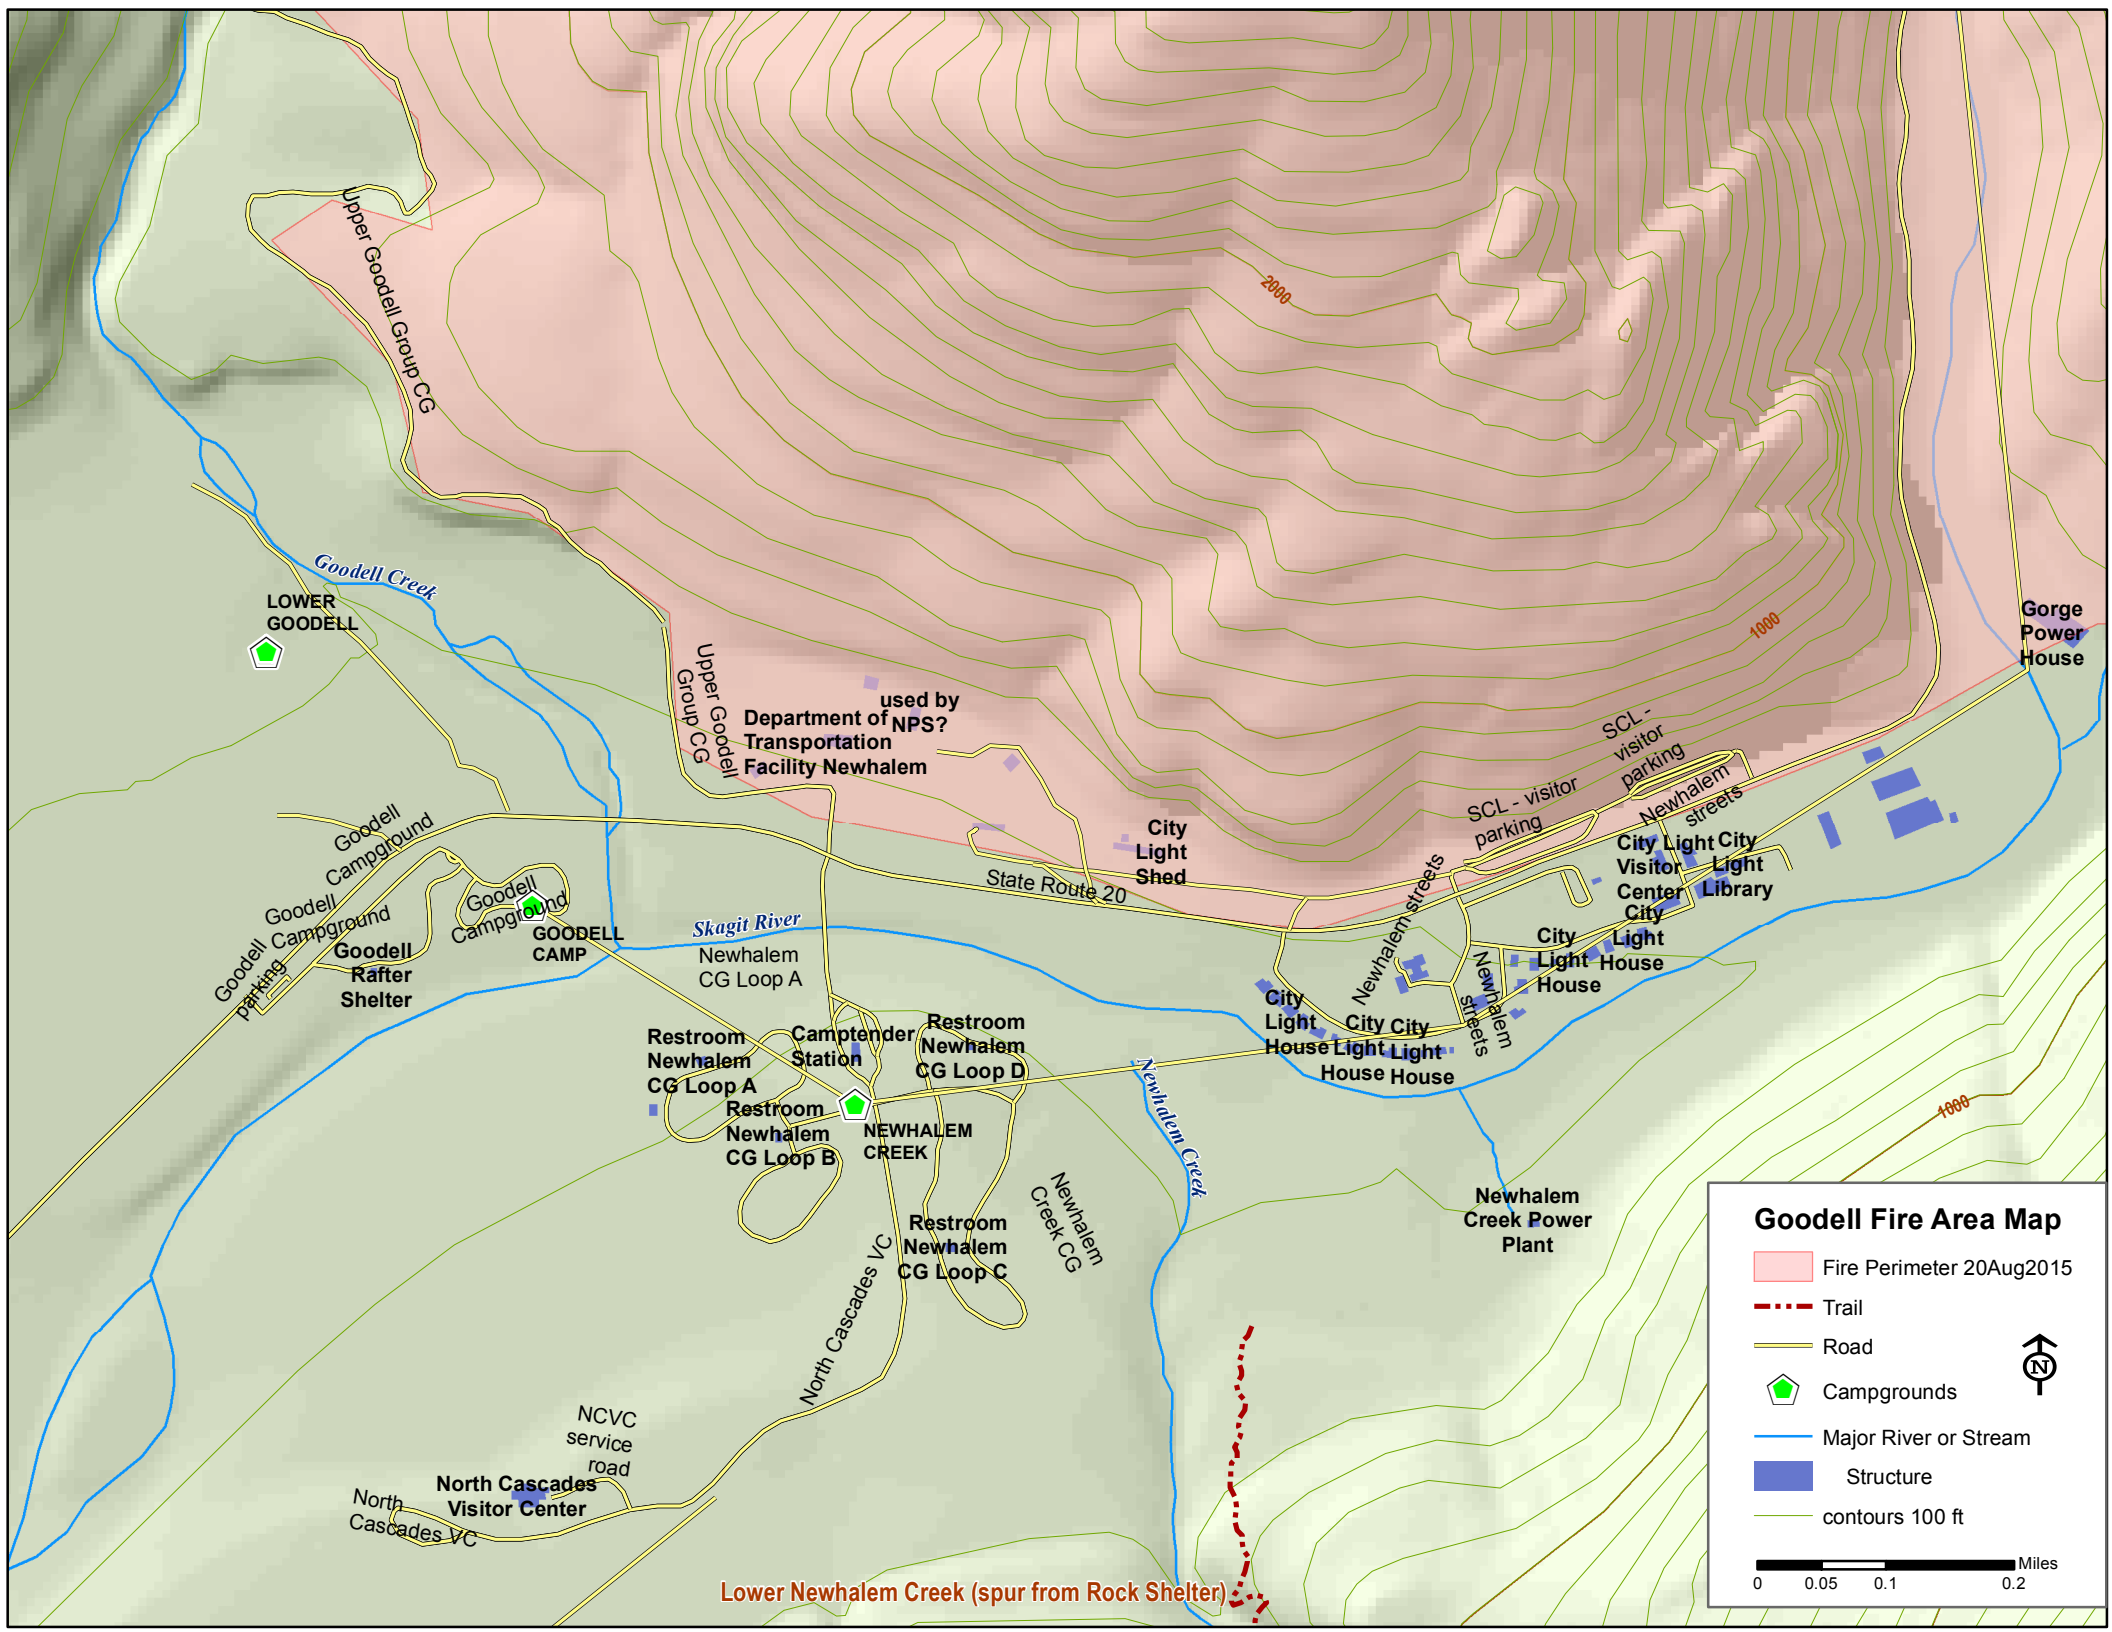 Upper Goodell Group CG
2000
Goodell Creek
LOWER
GOODELL
1000
Gorge
Power
House
Upper Goodell
Group CG
used by
NPS?
Department of
Transportation
Facility Newhalem
SCL -
visitor
parking
SCL - visitor
parking
Newhalem
streets
City
Light
Shed
City Light
Visitor
Center
City
Light
Library
Goodell
Campground
State Route 20
Goodell
Campground
Goodell
Campground
GOODELL
CAMP
Skagit River
Newhalem
CG Loop A
Newhalem streets
City
Light
House
City
Light
House
Goodell
Rafter
Shelter
Goodell
parking
Newhalem
streets
City
Light
House
City
Light
House
City
Light
House
Restroom
Newhalem
CG Loop A
Camptender
Station
Restroom
Newhalem
CG Loop D
Restroom
Newhalem
CG Loop B
NEWHALEM
CREEK
Newhalem Creek
1000
Newhalem
Creek CG
Newhalem
Creek Power
Plant
Restroom
Newhalem
CG Loop C
North Cascades VC
NCVC
service
road
North Cascades
Visitor Center
North
Cascades VC
Lower Newhalem Creek (spur from Rock Shelter)
Goodell Fire Area Map
Fire Perimeter 20Aug2015
Trail
Road
N
Campgrounds
Major River or Stream
Structure
contours 100 ft
Miles
0 0.05 0.1 0.2